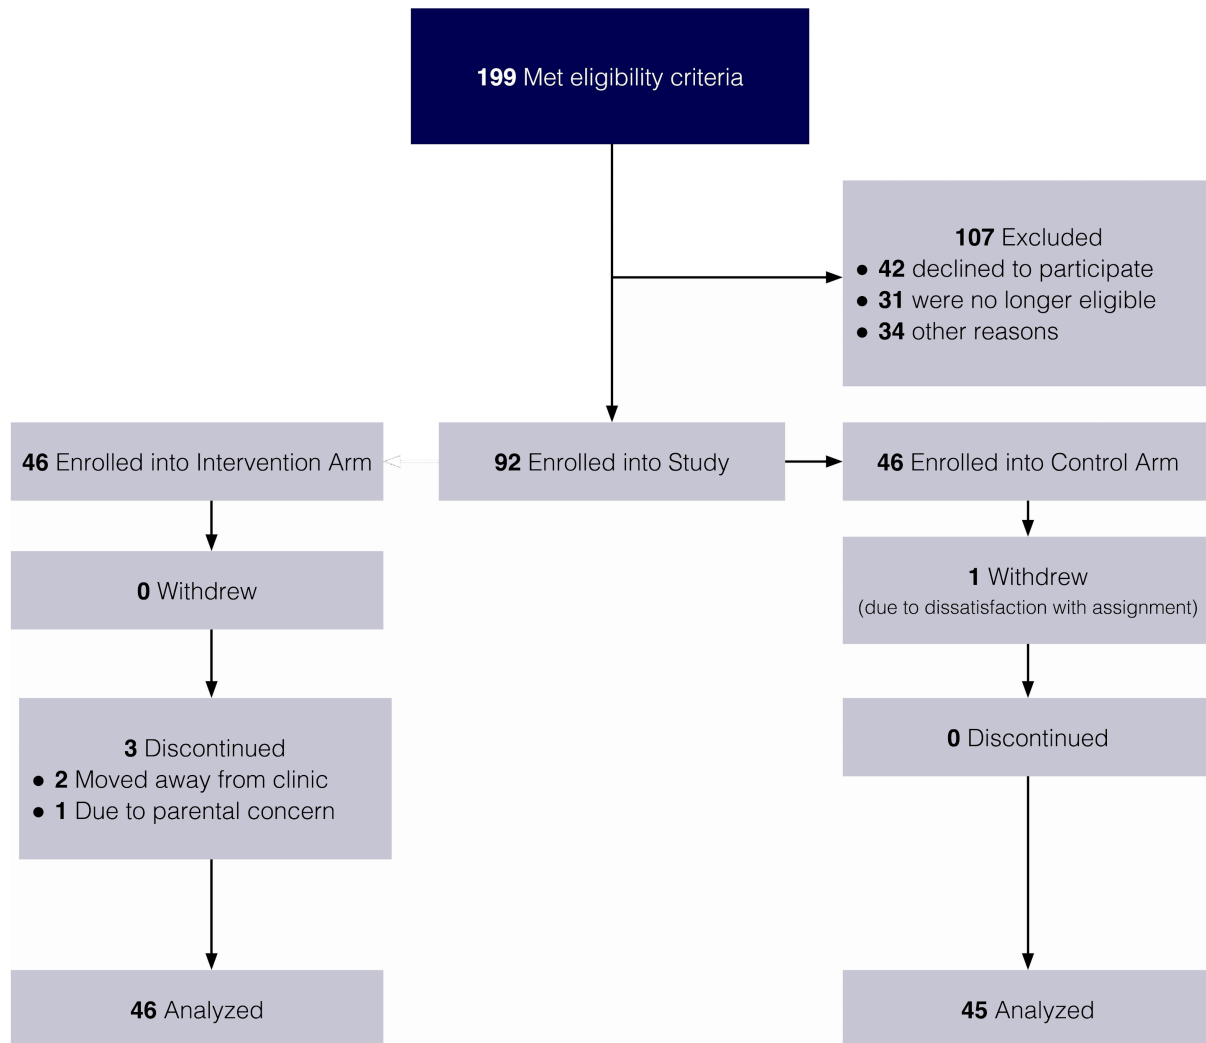 199 Met eligibility criteria
107 Excluded
● 42 declined to participate
● 31 were no longer eligible
● 34 other reasons
46 Enrolled into Intervention Arm
92 Enrolled into Study
46 Enrolled into Control Arm
0 Withdrew
1 Withdrew
(due to dissatisfaction with assignment)
3 Discontinued
● 2 Moved away from clinic
● 1 Due to parental concern
0 Discontinued
46 Analyzed
45 Analyzed